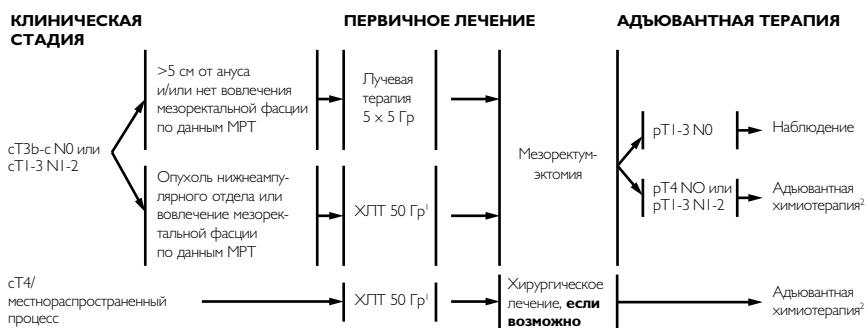 КЛИНИЧЕСКАЯ
СТАДИЯ
ПЕРВИЧНОЕ ЛЕЧЕНИЕ
АДЪЮВАНТНАЯ ТЕРАПИЯ
cT3b-c N0 или
cT1-3 N1-2
>5 см от ануса
и/или нет вовлечения
мезоректальной фасции
по данным МРТ
Лучевая
терапия
5 x 5 Гр
Опухоль нижнеампу-
лярного отдела или
вовлечение мезорек-
тальной фасции
по данным МРТ
ХЛТ 50 Гр¹
Мезоректум-
эктомия
pT1-3 N0
Наблюдение
pT4 NO или
pT1-3 N1-2
Адъювантная
химиотерапия²
cT4/
местнораспространенный
процесс
ХЛТ 50 Гр¹
Хирургическое
лечение, если
возможно
Адъювантная
химиотерапия²